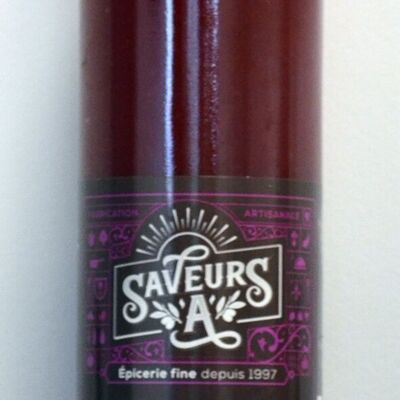 FABRICATION ARTISANALE
SAVEURS
"A"
Épicerie fine depuis 1997